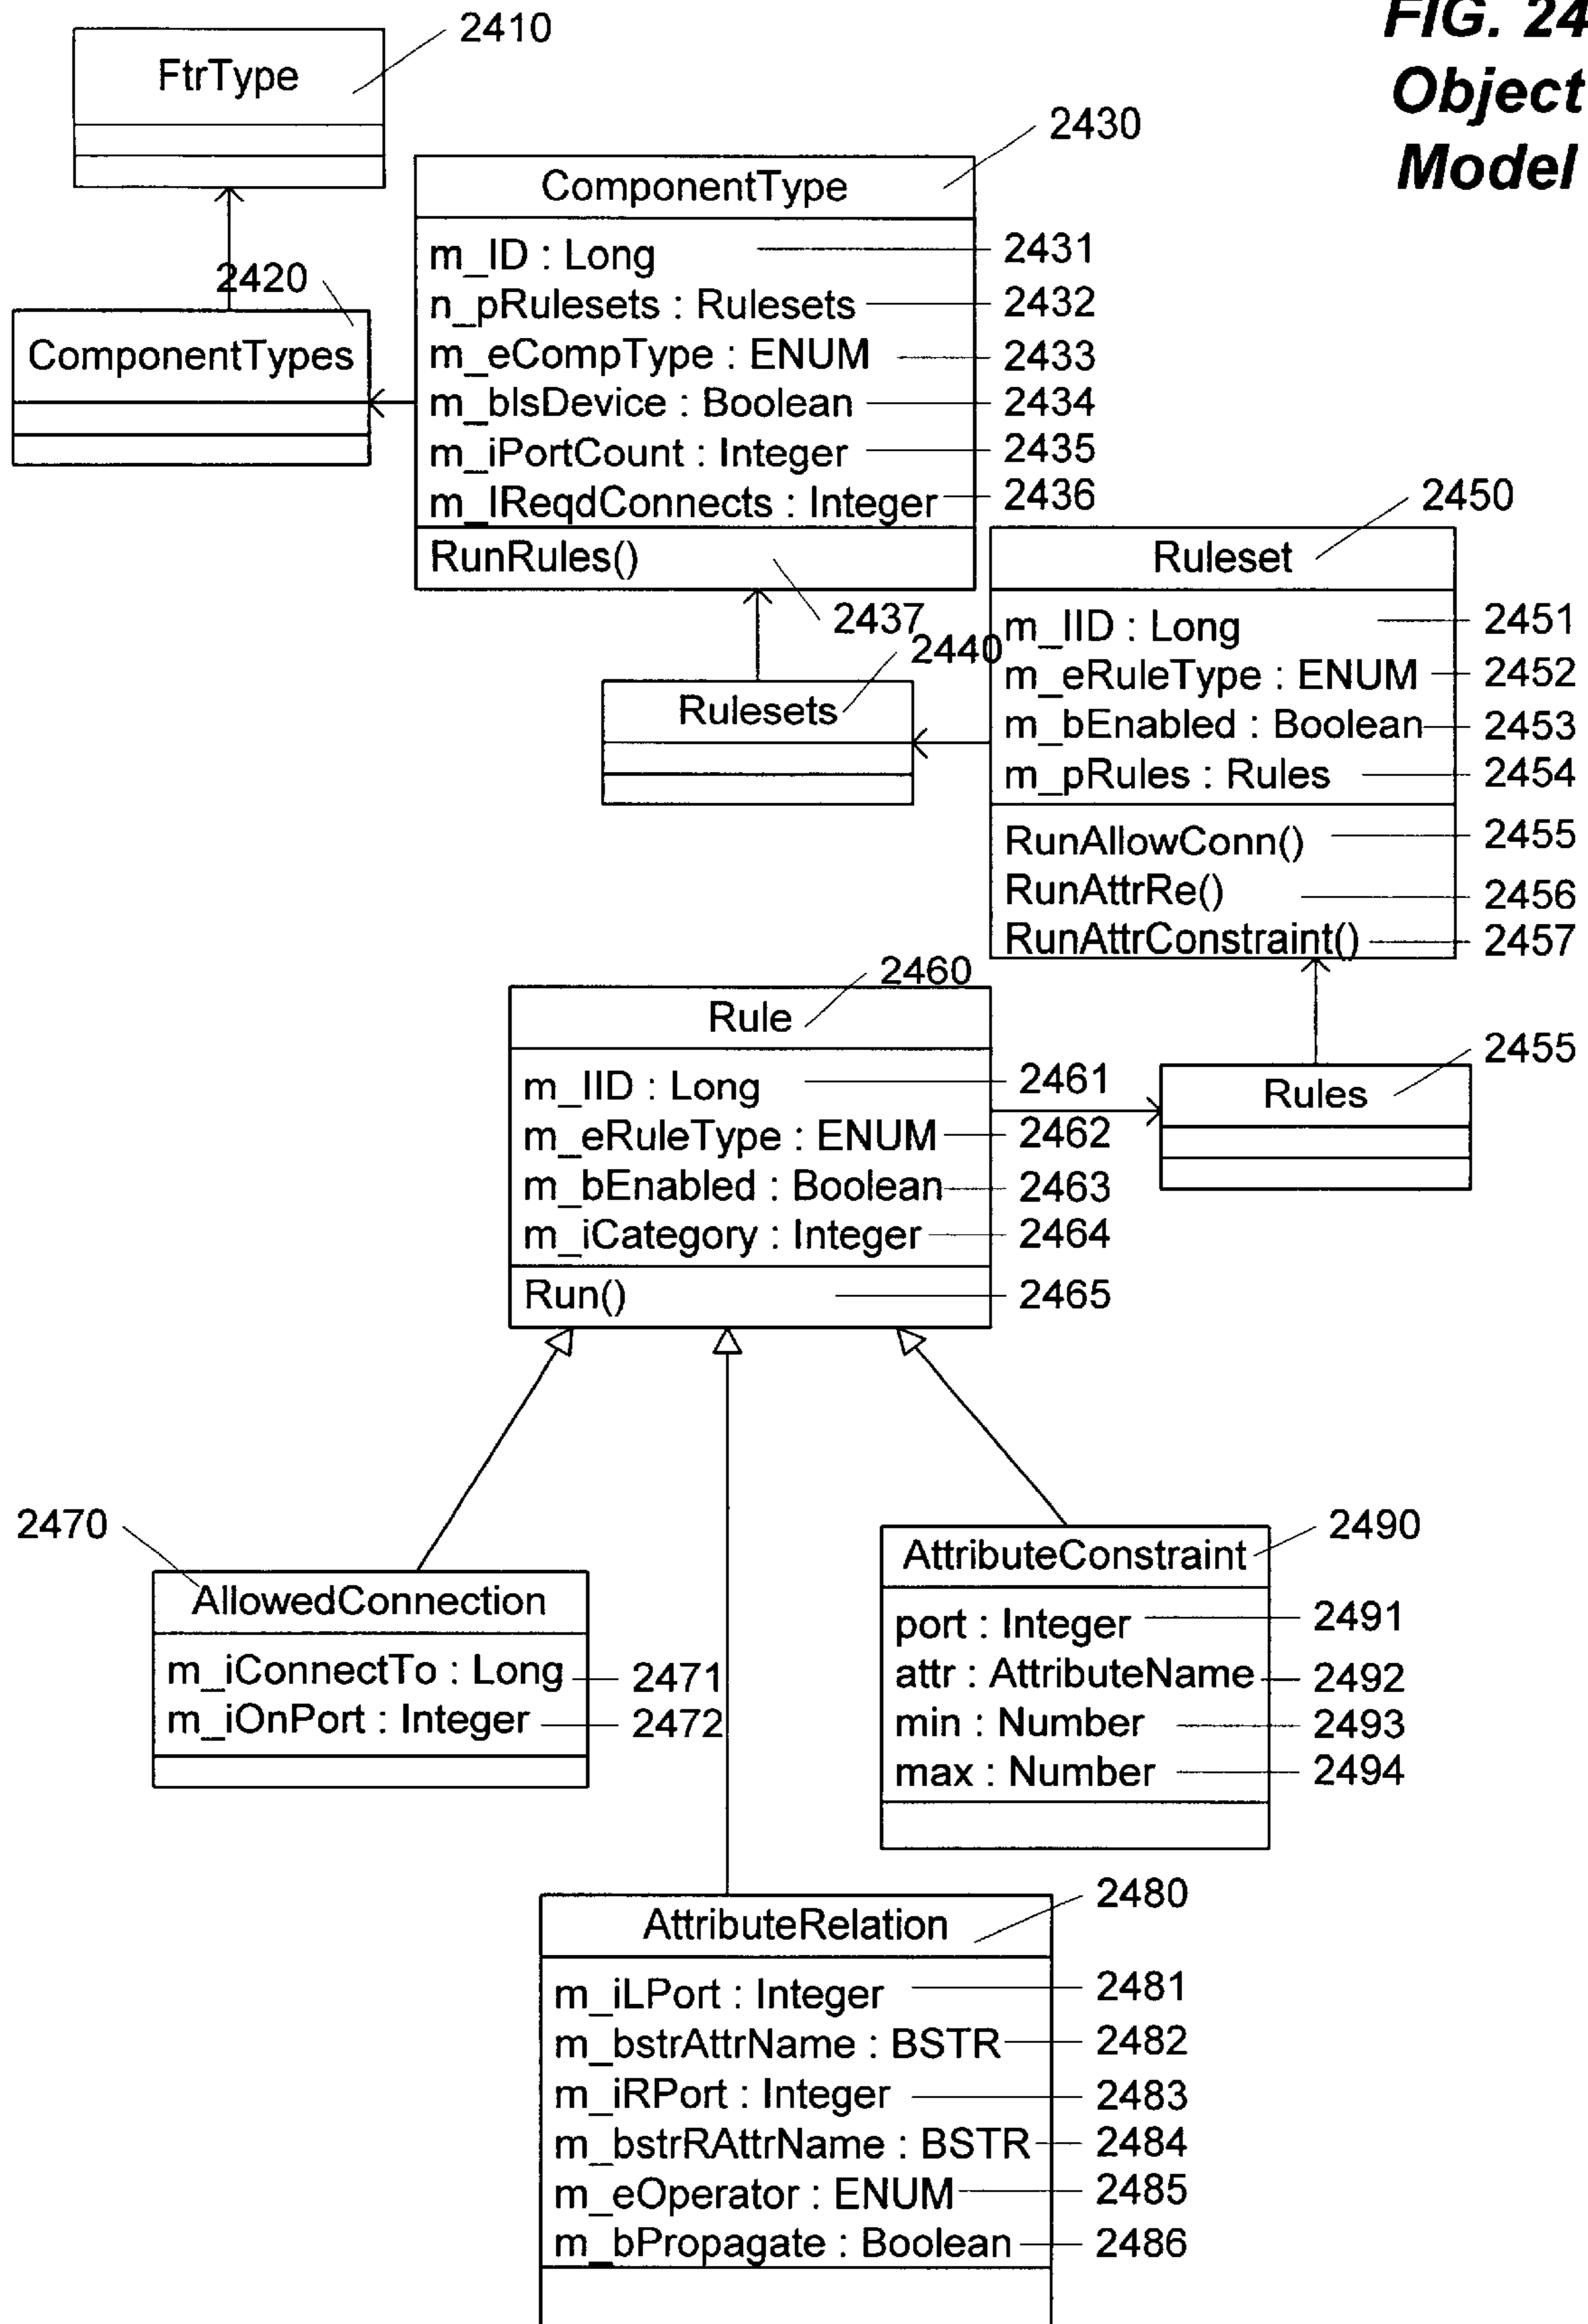 FIG. 24
Object
Model
2410
FtrType
2430
ComponentType
m_ID : Long 2431
n_pRulesets : Rulesets 2432
m_eCompType : ENUM 2433
m_bIsDevice : Boolean 2434
m_iPortCount : Integer 2435
m_lReqdConnects : Integer 2436
RunRules()
2437
2420
ComponentTypes
2440
Rulesets
2450
Ruleset
m_lID : Long 2451
m_eRuleType : ENUM 2452
m_bEnabled : Boolean 2453
m_pRules : Rules 2454
RunAllowConn() 2455
RunAttrRe() 2456
RunAttrConstraint() 2457
2460
Rule
m_lID : Long 2461
m_eRuleType : ENUM 2462
m_bEnabled : Boolean 2463
m_iCategory : Integer 2464
Run() 2465
2455
Rules
2470
AllowedConnection
m_iConnectTo : Long 2471
m_iOnPort : Integer 2472
2490
AttributeConstraint
port : Integer 2491
attr : AttributeName 2492
min : Number 2493
max : Number 2494
2480
AttributeRelation
m_iLPort : Integer 2481
m_bstrAttrName : BSTR 2482
m_iRPort : Integer 2483
m_bstrRAttrName : BSTR 2484
m_eOperator : ENUM 2485
m_bPropagate : Boolean 2486